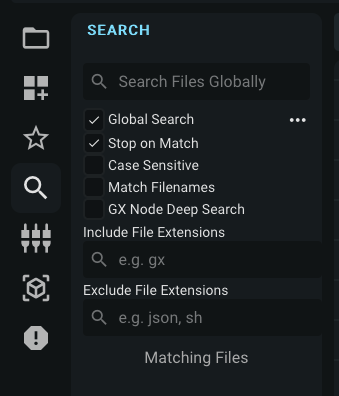 SEARCH
Search Files Globally
Global Search
Stop on Match
Case Sensitive
Match Filenames
GX Node Deep Search
Include File Extensions
e.g. gx
Exclude File Extensions
e.g. json, sh
Matching Files